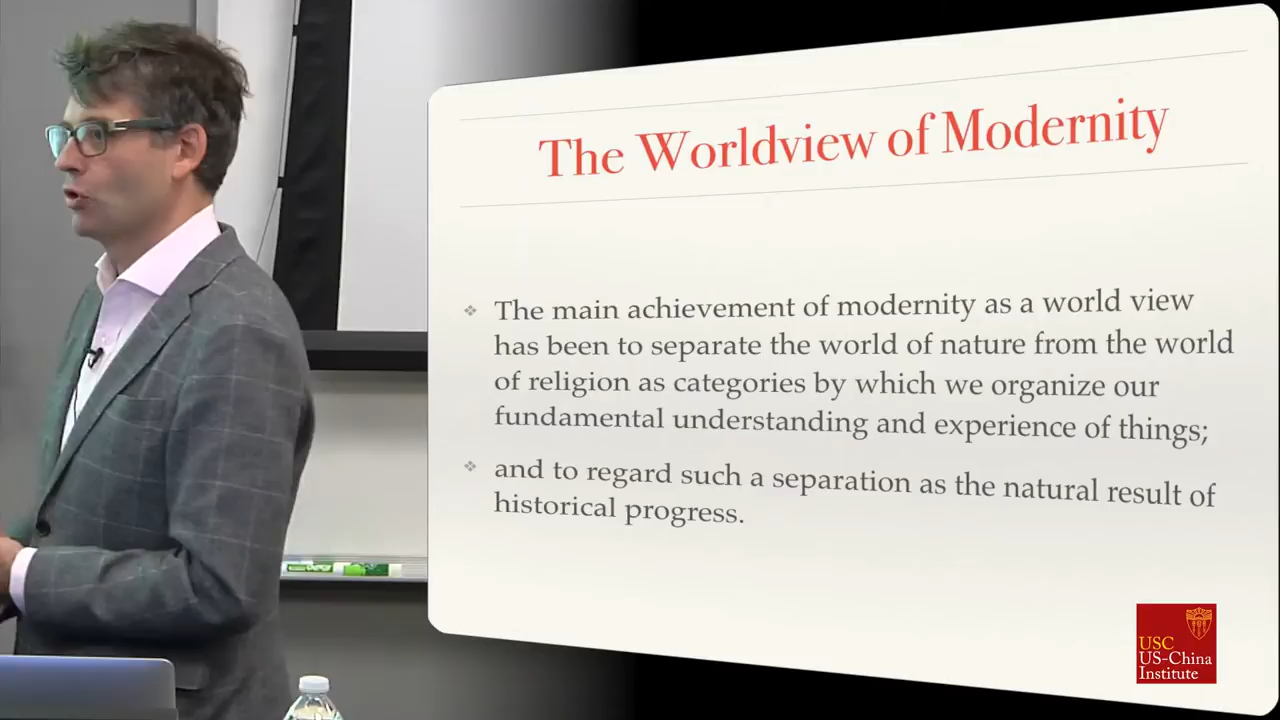 The Worldview of Modernity
The main achievement of modernity as a world view
has been to separate the world of nature from the world
of religion as categories by which we organize our
fundamental understanding and experience of things;
and to regard such a separation as the natural result of
historical progress.
USC
US-China
Institute